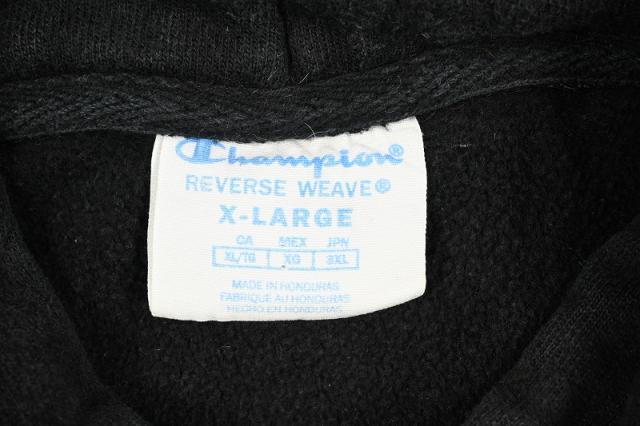 Champion®
REVERSE WEAVE®
X-LARGE
CA MEX JPN
XL/TG XG 3XL
MADE IN HONDURAS
FABRIQUE AU HONDURAS
HECHO EN HONDURAS